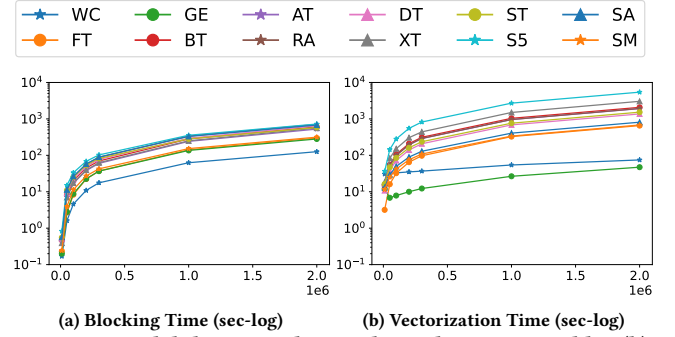 WC GE AT DT ST SA
FT BT RA XT S5 SM
10^4 10^4
10^3 10^3
10^2 10^2
10^1 10^1
10^0 10^0
10^−1 10^−1
0.0 0.5 1.0 1.5 2.0 0.0 0.5 1.0 1.5 2.0
1e6 1e6
(a) Blocking Time (sec-log) (b) Vectorization Time (sec-log)